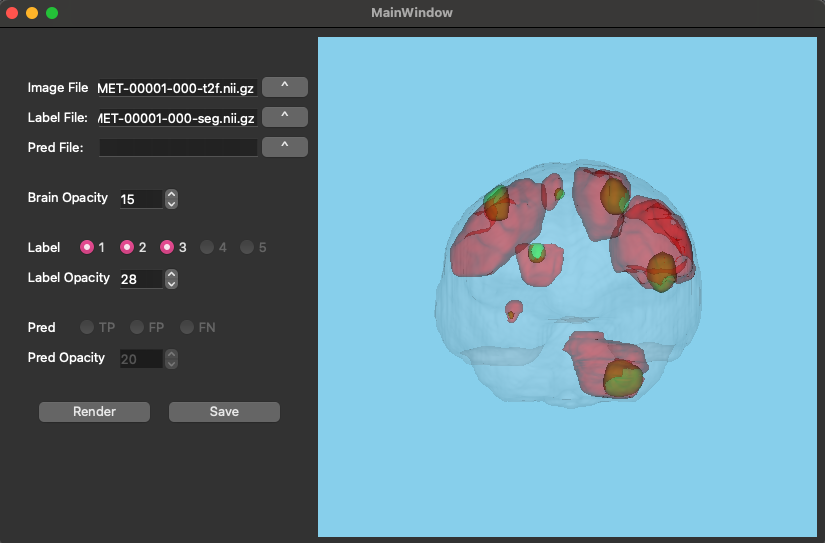 MainWindow
Image File MET-00001-000-t2f.nii.gz ^
Label File: MET-00001-000-seg.nii.gz ^
Pred File: ^
Brain Opacity 15
Label 1 2 3 4 5
Label Opacity 28
Pred TP FP FN
Pred Opacity 20
Render Save